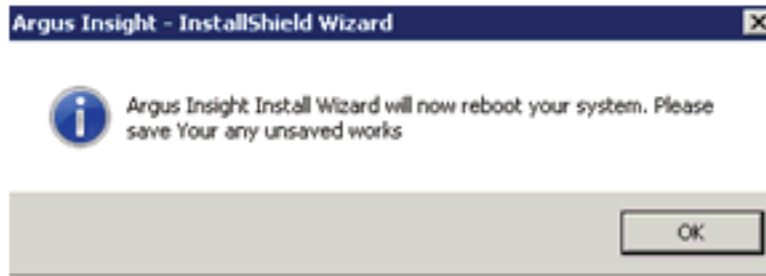 Argus Insight - InstallShield Wizard
Argus Insight Install Wizard will now reboot your system. Please
save Your any unsaved works
OK